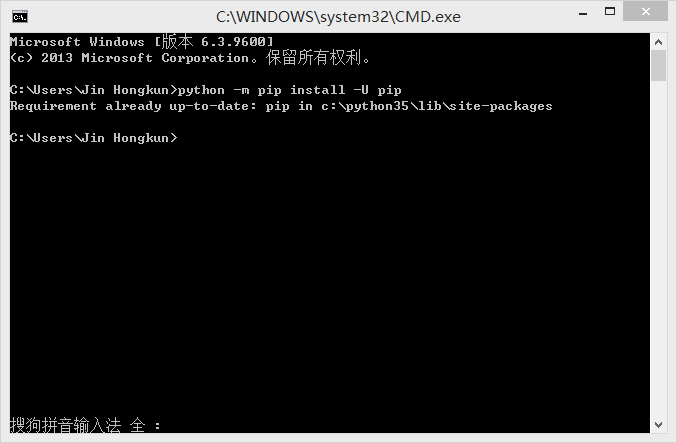 C:\WINDOWS\system32\CMD.exe
Microsoft Windows [版本 6.3.9600]
(c) 2013 Microsoft Corporation。保留所有权利。
C:\Users\Jin Hongkun>python -m pip install -U pip
Requirement already up-to-date: pip in c:\python35\lib\site-packages
C:\Users\Jin Hongkun>
搜狗拼音输入法 全 :